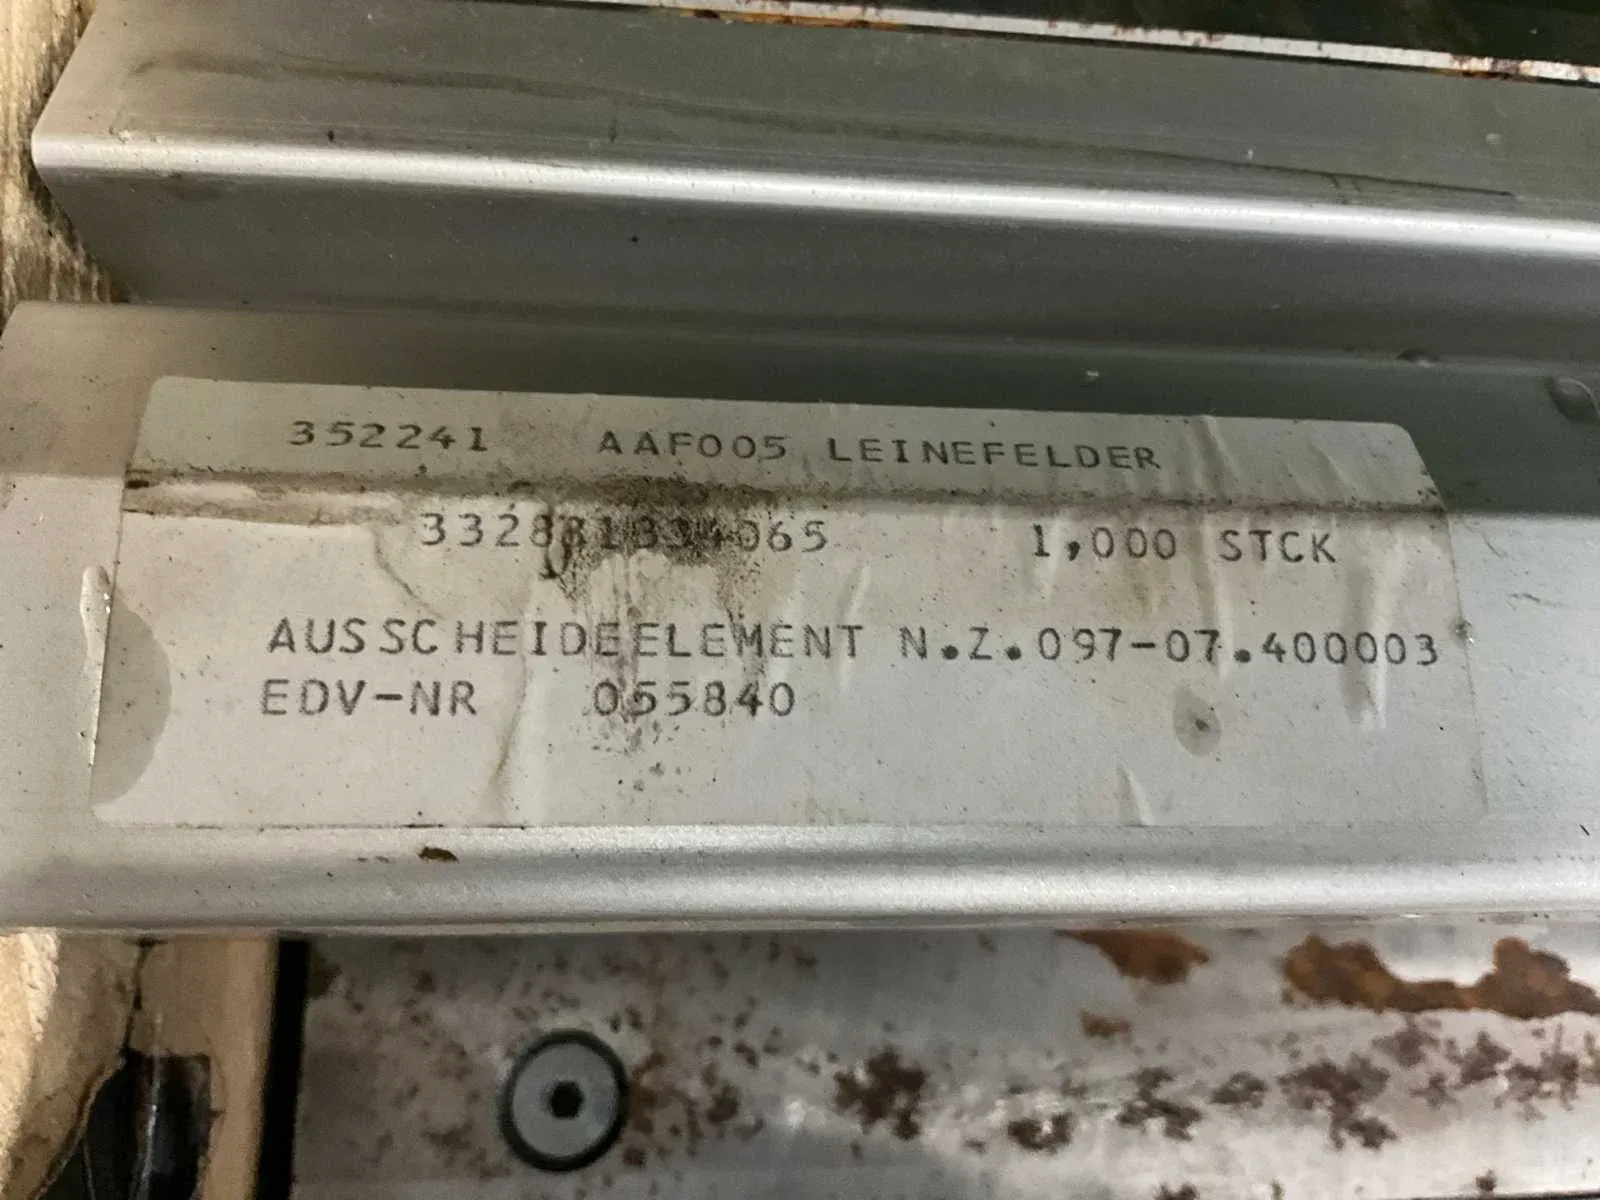 352241 AAF005 LEINEFELDER
1,000 STCK
AUSSCHEIDEELEMENT N.Z.097-07.400003
EDV-NR 055840